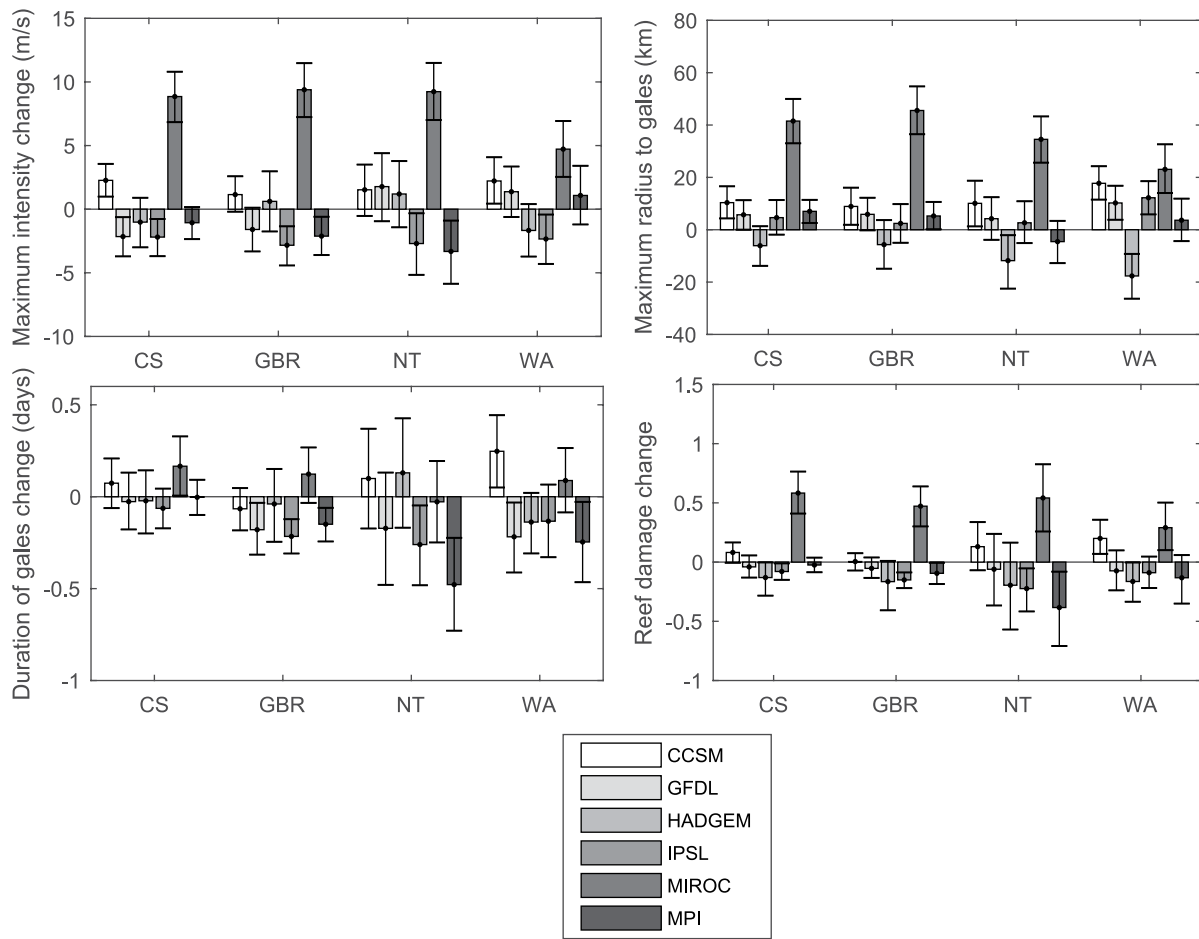 Maximum intensity change (m/s)
15
10
5
0
-5
-10
CS GBR NT WA
Maximum radius to gales (km)
80
60
40
20
0
-20
-40
CS GBR NT WA
Duration of gales change (days)
0.5
0
-0.5
-1
CS GBR NT WA
Reef damage change
1.5
1
0.5
0
-0.5
-1
CS GBR NT WA
CCSM
GFDL
HADGEM
IPSL
MIROC
MPI